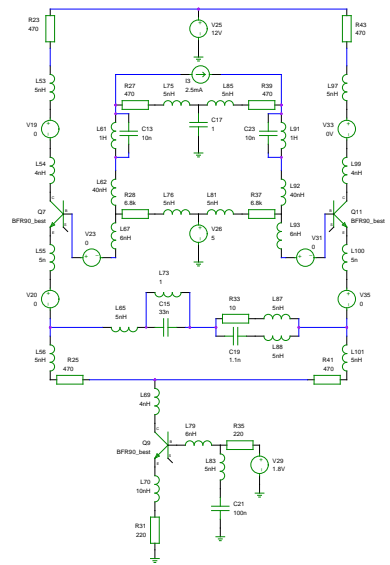 R23
470
V25
12V
R43
470
L53
5nH
I3
2.5mA
L97
5nH
R27
470
L75
5nH
L85
5nH
R39
470
V19
0
L61
1H
C13
10n
C17
1
C23
10n
L91
1H
V33
0V
L54
4nH
L62
40nH
L92
40nH
L99
4nH
R28
6.8k
L76
5nH
L81
5nH
R37
6.8k
Q7
BFR90_best
C
B
E
V23
0
L67
6nH
V26
5
L93
6nH
V31
0
Q11
BFR90_best
C
B
E
L55
5n
L100
5n
V20
0
L73
1
C15
33n
L65
5nH
R33
10
L87
5nH
V35
0
C19
1.1n
L88
5nH
L56
5nH
R25
470
R41
470
L101
5nH
L69
4nH
Q9
BFR90_best
C
B
E
L79
6nH
R35
220
L83
5nH
V29
1.8V
L70
10nH
C21
100n
R31
220